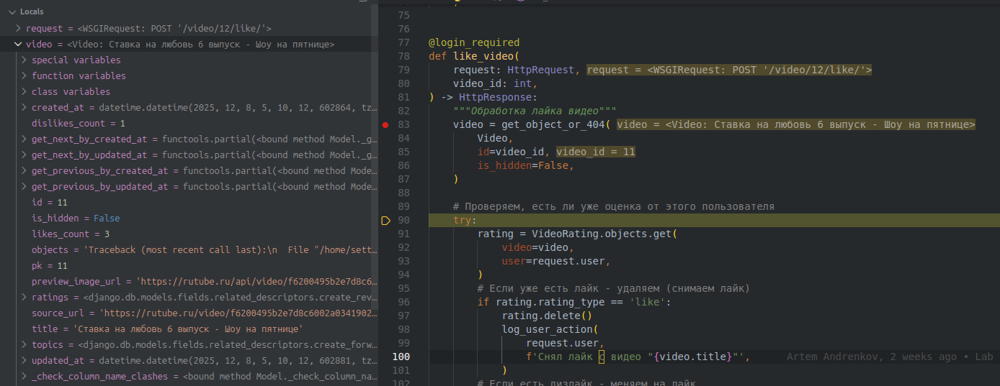 Locals
request = <WSGIRequest: POST '/video/12/like/'>
video = <Video: Ставка на любовь 6 выпуск - Шоу на пятнице>
special variables
function variables
class variables
created_at = datetime.datetime(2025, 12, 8, 5, 10, 12, 602864, tz…
dislikes_count = 1
get_next_by_created_at = functools.partial(<bound method Model._g…
get_next_by_updated_at = functools.partial(<bound method Model._g…
get_previous_by_created_at = functools.partial(<bound method Mode…
get_previous_by_updated_at = functools.partial(<bound method Mode…
id = 11
is_hidden = False
likes_count = 3
objects = 'Traceback (most recent call last):\n  File "/home/sett…
pk = 11
preview_image_url = 'https://rutube.ru/api/video/f6200495b2e7d8c6…
ratings = <django.db.models.fields.related_descriptors.create_rev…
source_url = 'https://rutube.ru/video/f6200495b2e7d8c6002a0341902…
title = 'Ставка на любовь 6 выпуск - Шоу на пятнице'
topics = <django.db.models.fields.related_descriptors.create_forw…
updated_at = datetime.datetime(2025, 12, 8, 5, 10, 12, 602881, tz…
_check_column_name_clashes = <bound method Model._check_column_na…
75
76
77 @login_required
78 def like_video(
79     request: HttpRequest, request = <WSGIRequest: POST '/video/12/like/'>
80     video_id: int,
81 ) -> HttpResponse:
82     """Обработка лайка видео"""
83     video = get_object_or_404( video = <Video: Ставка на любовь 6 выпуск - Шоу на пятнице>
84         Video,
85         id=video_id, video_id = 11
86         is_hidden=False,
87     )
88
89     # Проверяем, есть ли уже оценка от этого пользователя
90     try:
91         rating = VideoRating.objects.get(
92             video=video,
93             user=request.user,
94         )
95         # Если уже есть лайк - удаляем (снимаем лайк)
96         if rating.rating_type == 'like':
97             rating.delete()
98             log_user_action(
99                 request.user,
100                 f'Снял лайк с видео "{video.title}"', Artem Andrenkov, 2 weeks ago • Lab
101             )
102         # Если есть дизлайк - меняем на лайк